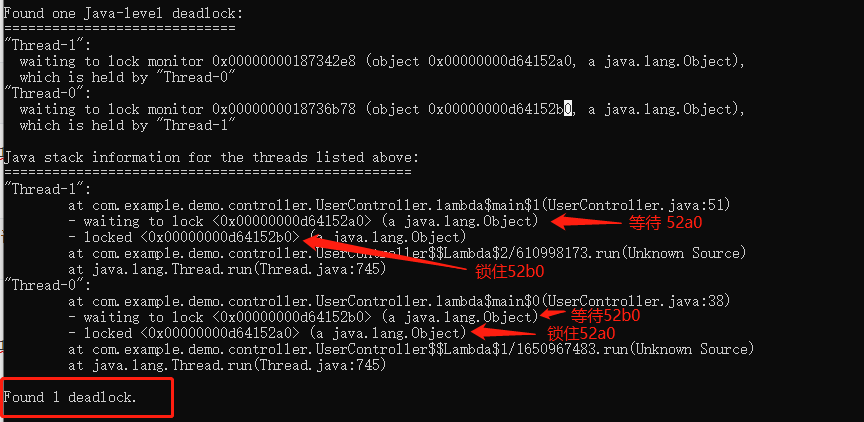 Found one Java-level deadlock:
=============================
"Thread-1":
  waiting to lock monitor 0x00000000187342e8 (object 0x00000000d64152a0, a java.lang.Object),
  which is held by "Thread-0"
"Thread-0":
  waiting to lock monitor 0x0000000018736b78 (object 0x00000000d64152b0, a java.lang.Object),
  which is held by "Thread-1"
Java stack information for the threads listed above:
===================================================
"Thread-1":
        at com.example.demo.controller.UserController.lambda$main$1(UserController.java:51)
        - waiting to lock <0x00000000d64152a0> (a java.lang.Object) 等待 52a0
        - locked <0x00000000d64152b0> (a java.lang.Object)
        at com.example.demo.controller.UserController$$Lambda$2/610998173.run(Unknown Source)
        at java.lang.Thread.run(Thread.java:745) 锁住52b0
"Thread-0":
        at com.example.demo.controller.UserController.lambda$main$0(UserController.java:38)
        - waiting to lock <0x00000000d64152b0> (a java.lang.Object) 等待52b0
        - locked <0x00000000d64152a0> (a java.lang.Object) 锁住52a0
        at com.example.demo.controller.UserController$$Lambda$1/1650967483.run(Unknown Source)
        at java.lang.Thread.run(Thread.java:745)
Found 1 deadlock.